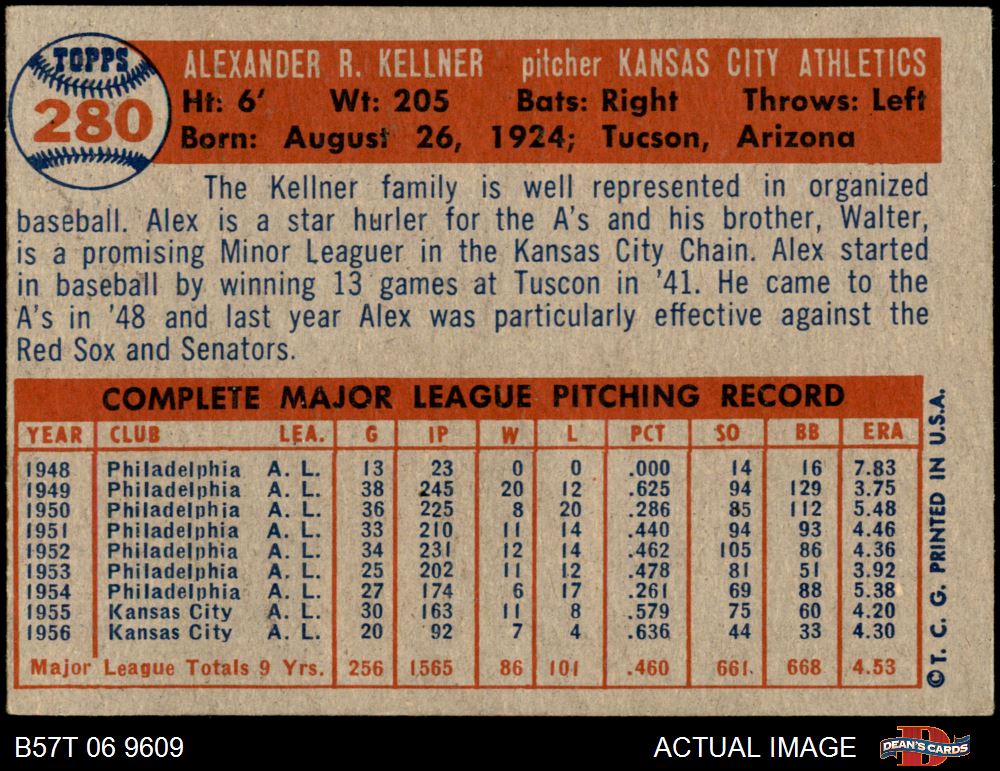 TOPPS
280
ALEXANDER R. KELLNER pitcher KANSAS CITY ATHLETICS
Ht: 6' Wt: 205 Bats: Right Throws: Left
Born: August 26, 1924; Tucson, Arizona
The Kellner family is well represented in organized
baseball. Alex is a star hurler for the A's and his brother, Walter,
is a promising Minor Leaguer in the Kansas City Chain. Alex started
in baseball by winning 13 games at Tuscon in '41. He came to the
A's in '48 and last year Alex was particularly effective against the
Red Sox and Senators.
COMPLETE MAJOR LEAGUE PITCHING RECORD
YEAR CLUB LEA. G IP W L PCT SO BB ERA
1948 Philadelphia A. L. 13 23 0 0 .000 14 16 7.83
1949 Philadelphia A. L. 38 245 20 12 .625 94 129 3.75
1950 Philadelphia A. L. 36 225 8 20 .286 85 112 5.48
1951 Philadelphia A. L. 33 210 11 14 .440 94 93 4.46
1952 Philadelphia A. L. 34 231 12 14 .462 105 86 4.36
1953 Philadelphia A. L. 25 202 11 12 .478 81 51 3.92
1954 Philadelphia A. L. 27 174 6 17 .261 69 88 5.38
1955 Kansas City A. L. 30 163 11 8 .579 75 60 4.20
1956 Kansas City A. L. 20 92 7 4 .636 44 33 4.30
Major League Totals 9 Yrs. 256 1565 86 101 .460 661 668 4.53
© T. C. G. PRINTED IN U.S.A.
B57T 06 9609 ACTUAL IMAGE DEAN'S CARDS